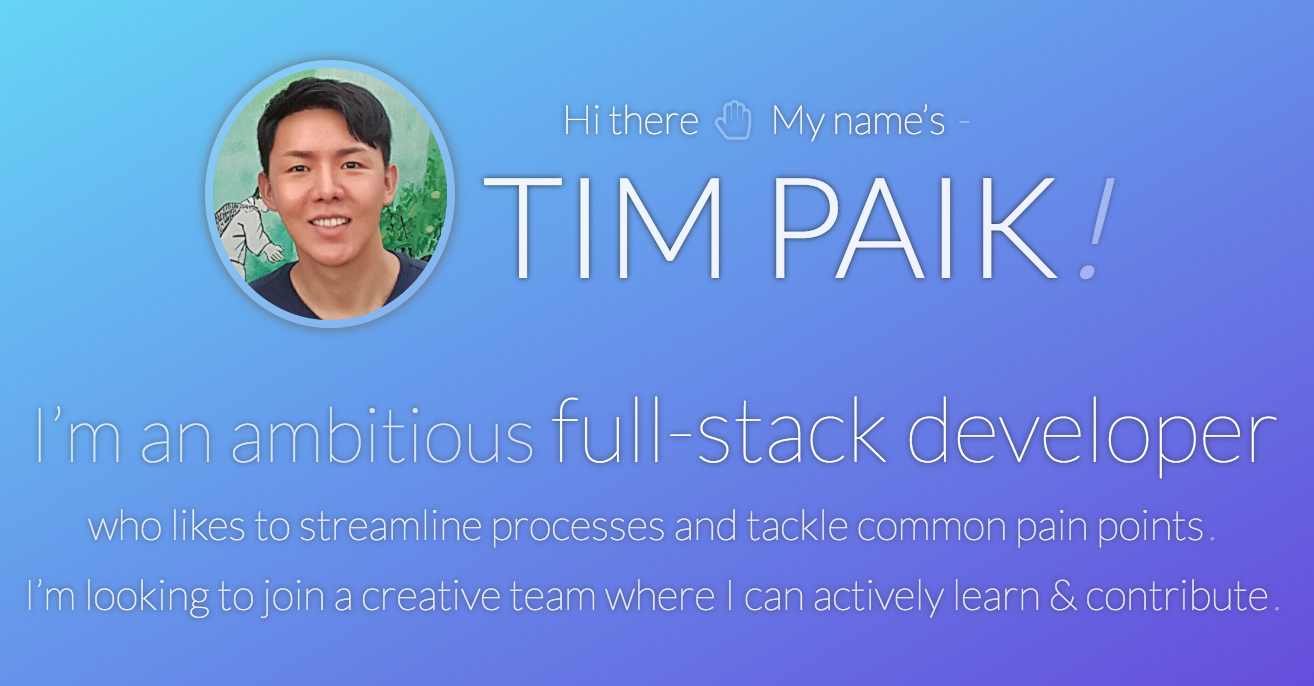 Hi there My name’s -
TIM PAIK!
I’m an ambitious full-stack developer
who likes to streamline processes and tackle common pain points.
I’m looking to join a creative team where I can actively learn & contribute.